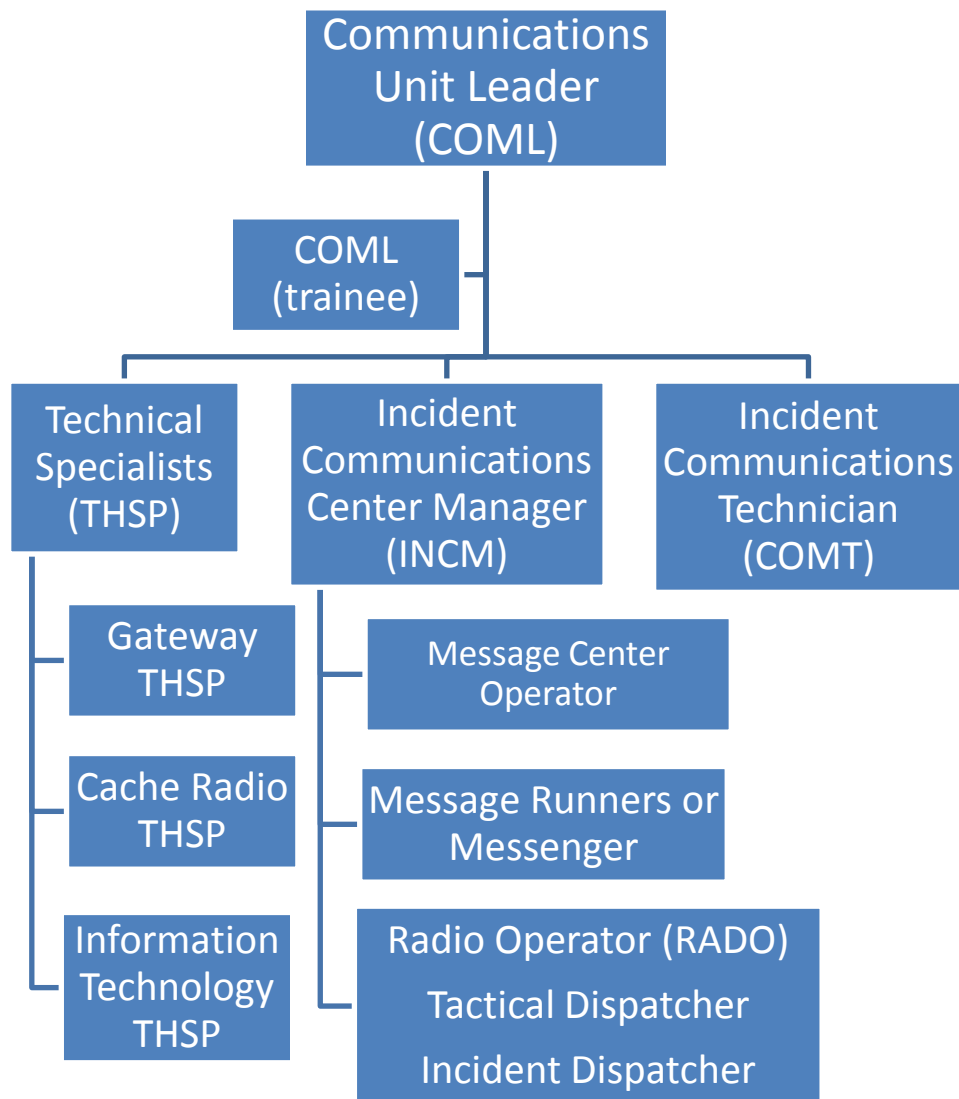 Communications
Unit Leader
(COML)
COML
(trainee)
Technical
Specialists
(THSP)
Incident
Communications
Center Manager
(INCM)
Incident
Communications
Technician
(COMT)
Gateway
THSP
Cache Radio
THSP
Information
Technology
THSP
Message Center
Operator
Message Runners or
Messenger
Radio Operator (RADO)
Tactical Dispatcher
Incident Dispatcher